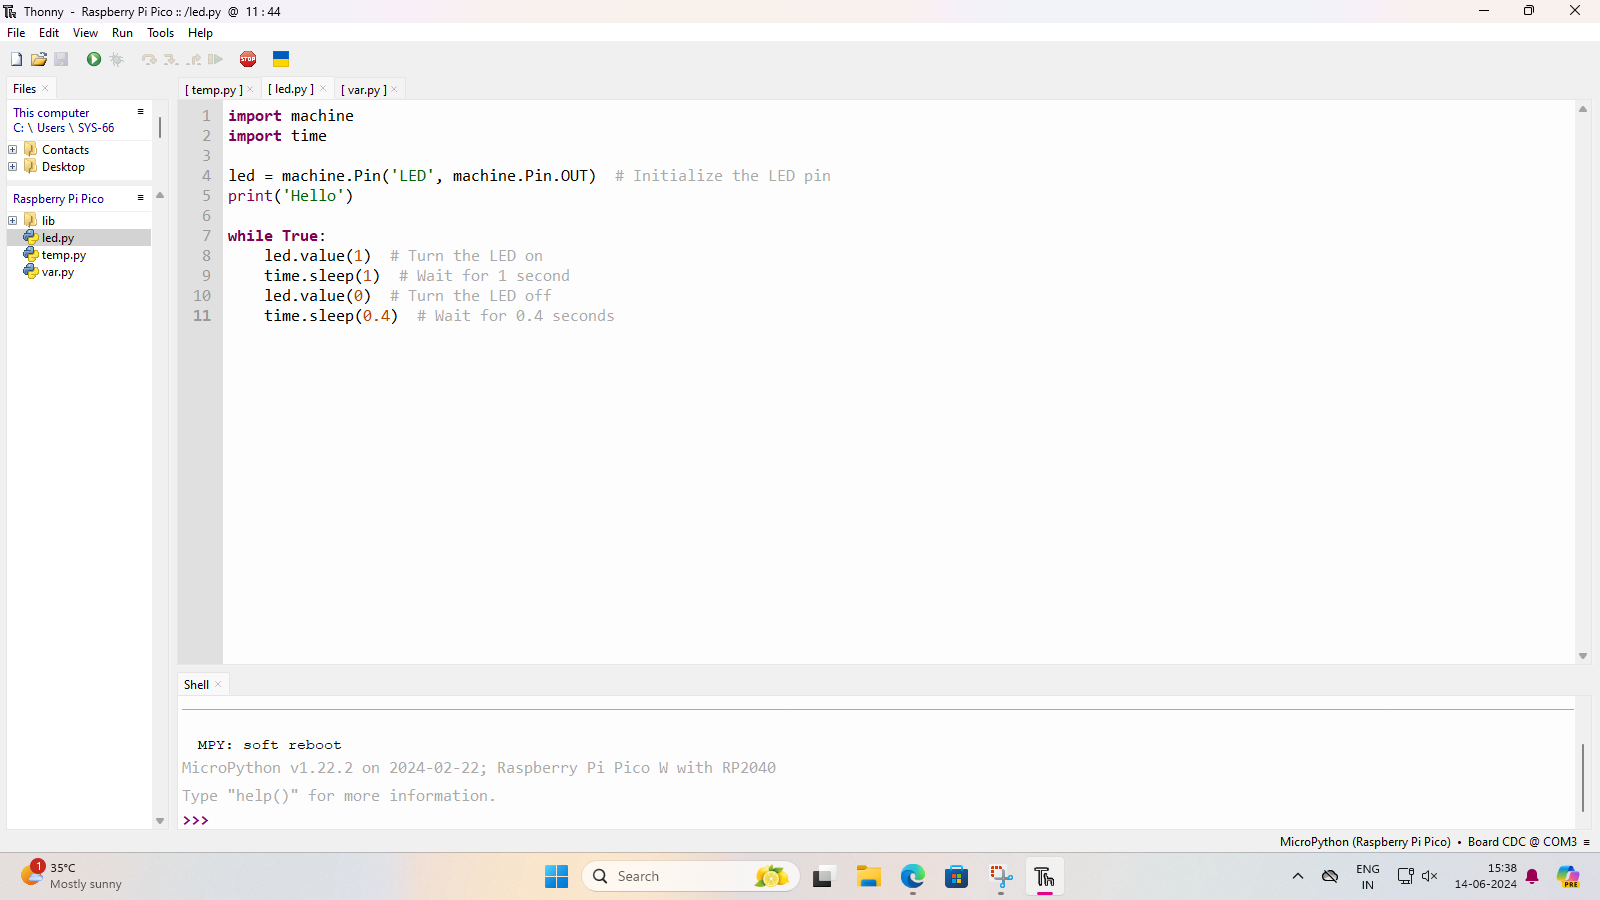 Thonny - Raspberry Pi Pico :: /led.py @ 11 : 44
File Edit View Run Tools Help
STOP
Files
This computer
C: \ Users \ SYS-66
Contacts
Desktop
Raspberry Pi Pico
lib
led.py
temp.py
var.py
[ temp.py ] [ led.py ] [ var.py ]
1 import machine
2 import time
3
4 led = machine.Pin('LED', machine.Pin.OUT)  # Initialize the LED pin
5 print('Hello')
6
7 while True:
8     led.value(1)  # Turn the LED on
9     time.sleep(1)  # Wait for 1 second
10     led.value(0)  # Turn the LED off
11     time.sleep(0.4)  # Wait for 0.4 seconds
Shell
MPY: soft reboot
MicroPython v1.22.2 on 2024-02-22; Raspberry Pi Pico W with RP2040
Type "help()" for more information.
>>>
MicroPython (Raspberry Pi Pico) • Board CDC @ COM3 ≡
1
35°C
Mostly sunny
Search
Th
ENG
IN
15:38
14-06-2024
PRE